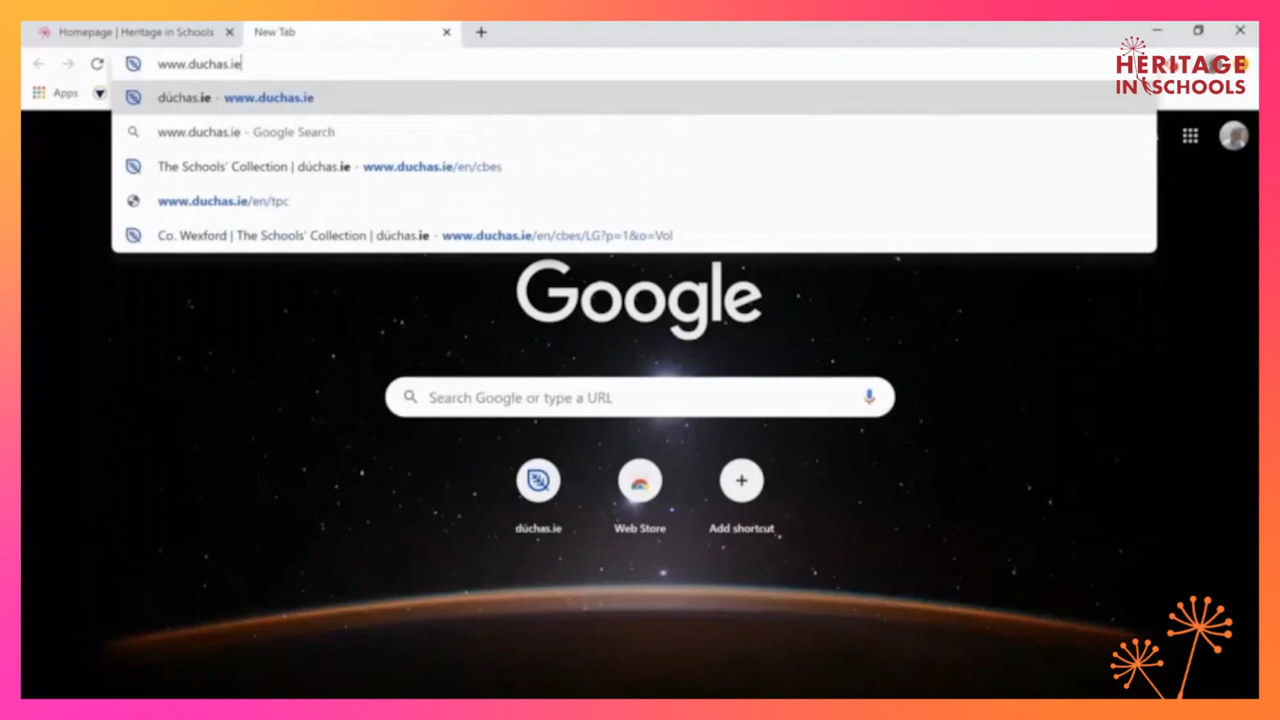 Homepage | Heritage in Schools
New Tab
www.duchas.ie
HERITAGE
IN SCHOOLS
Apps
dúchas.ie - www.duchas.ie
www.duchas.ie - Google Search
The Schools' Collection | dúchas.ie - www.duchas.ie/en/cbes
www.duchas.ie/en/tpc
Co. Wexford | The Schools' Collection | dúchas.ie - www.duchas.ie/en/cbes/LG?p=1&o=Vol
Google
Search Google or type a URL
dúchas.ie
Web Store
Add shortcut